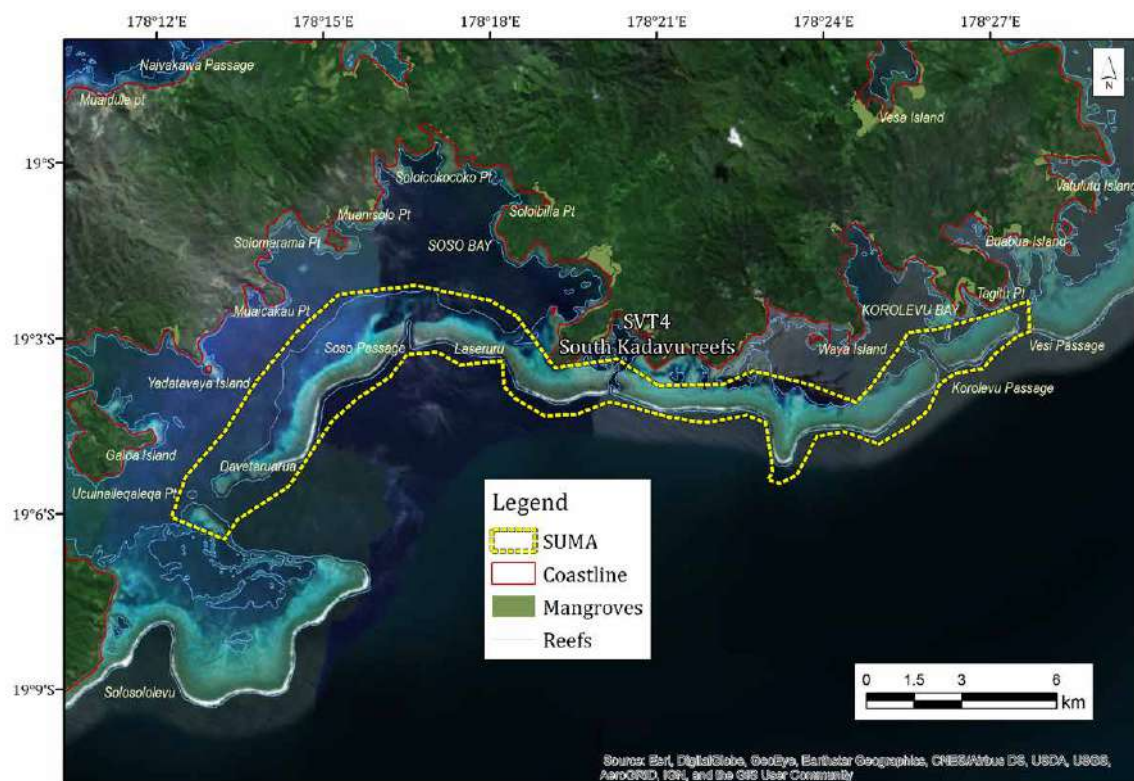 178°12'E 178°15'E 178°18'E 178°21'E 178°24'E 178°27'E
Naivakawa Passage
Muaidule pt
N
Vesa Island
19°S
Soloicokocoko Pt
Vatulutu Island
Muanisolo Pt
Solobilia Pt
Solomarama Pt
SOSO BAY
Buabua Island
Muaicakau Pt
Tagitu Pt
KOROLEVU BAY
SVT4
South Kadavu reefs
19°3'S
Soso Passage
Laseruru
Waya Island
Vesi Passage
Yadatavaya Island
Korolevu Passage
Galoa Island
Davetaruarua
Ucuinaileqaleqa Pt
19°6'S
Legend
SUMA
Coastline
Mangroves
Reefs
19°9'S
Solosololevu
0 1.5 3 6
km
Source: Esri, DigitalGlobe, GeoEye, Earthstar Geographics, CNES/Airbus DS, USDA, USGS,
AeroGRID, IGN, and the GIS User Community